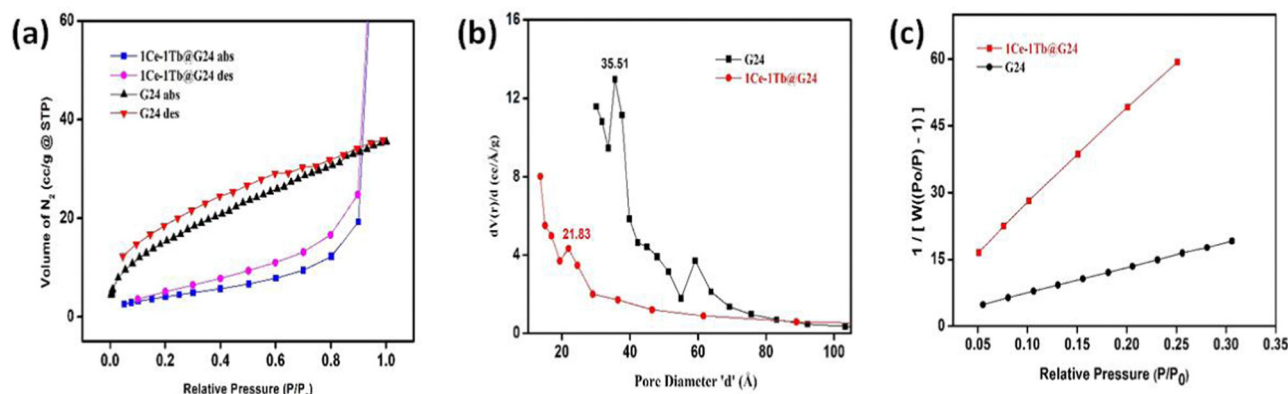 (a)
60
40
20
0
Volume of N2 (cc/g @ STP)
1Ce-1Tb@G24 abs
1Ce-1Tb@G24 des
G24 abs
G24 des
0.0 0.2 0.4 0.6 0.8 1.0
Relative Pressure (P/P
(b)
16
12
8
4
0
dV(r)/d (cc/Å/g)
35.51
21.83
G24
1Ce-1Tb@G24
20 40 60 80 100
Pore Diameter 'd' (Å)
(c)
60
45
30
15
0
1 / [ W((Po/P) - 1) ]
1Ce-1Tb@G24
G24
0.05 0.10 0.15 0.20 0.25 0.30
Relative Pressure (P/P0)